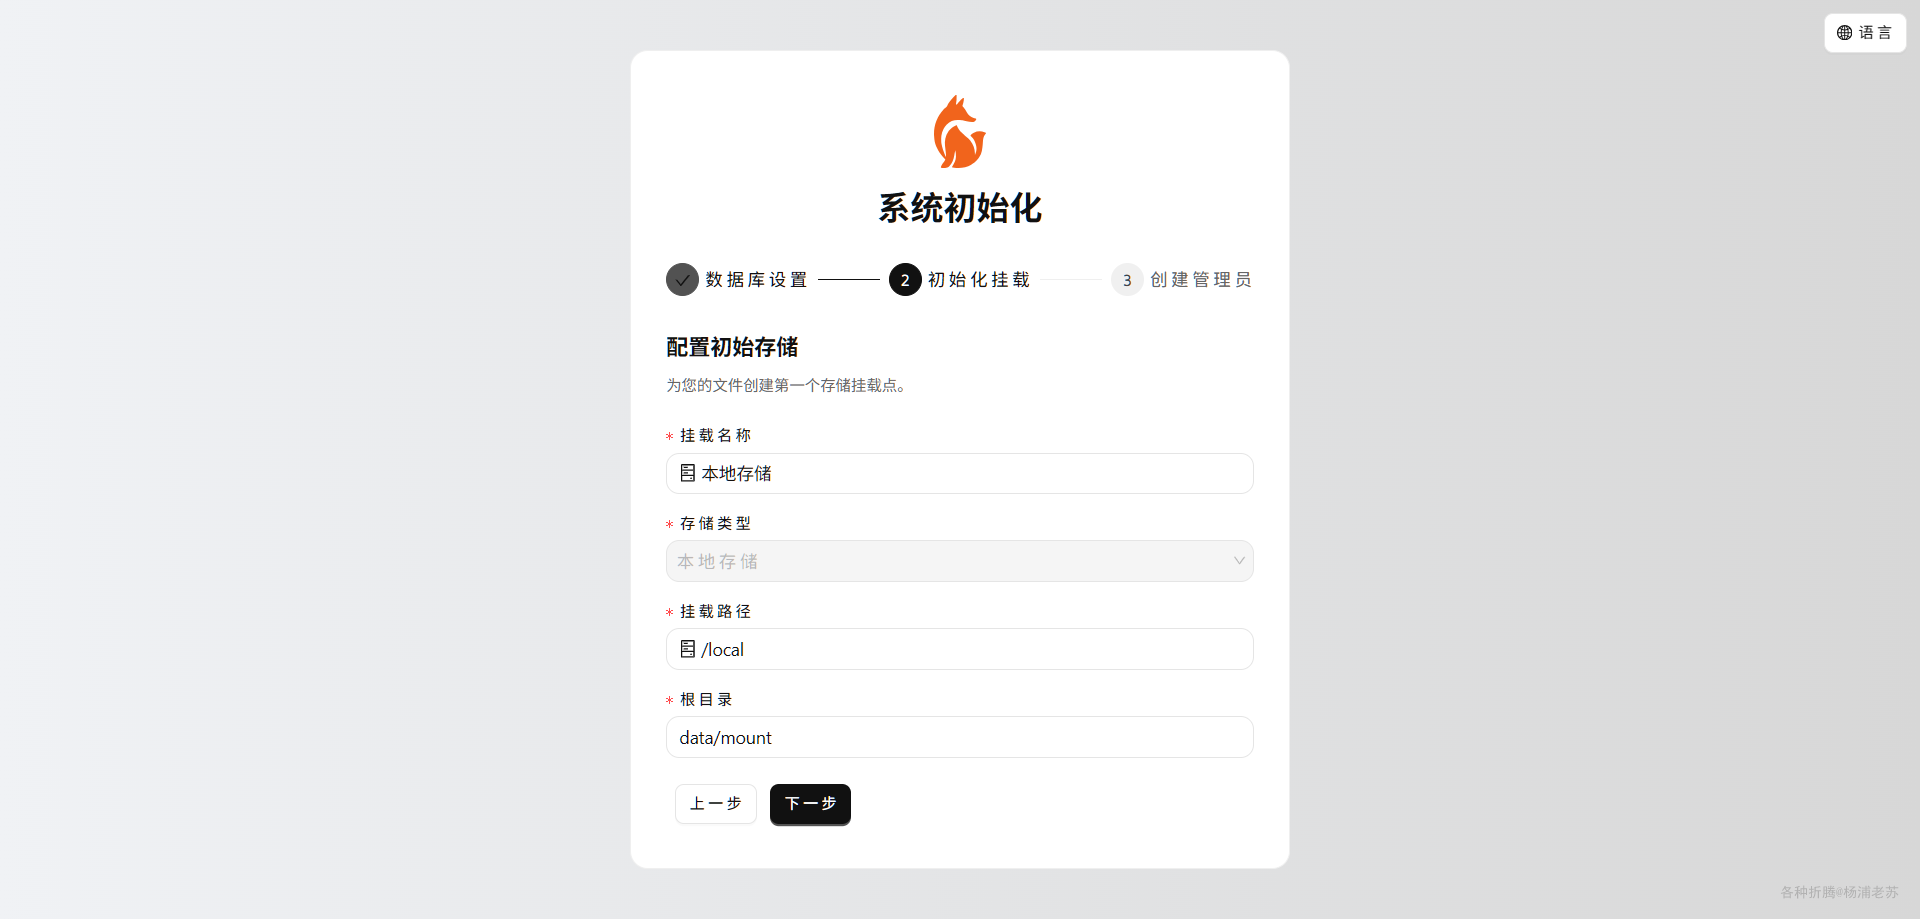 语言
系统初始化
数据库设置
2 初始化挂载
3 创建管理员
配置初始存储
为您的文件创建第一个存储挂载点。
* 挂载名称
本地存储
* 存储类型
本地存储
* 挂载路径
/local
* 根目录
data/mount
上一步 下一步
各种折腾@杨浦老苏